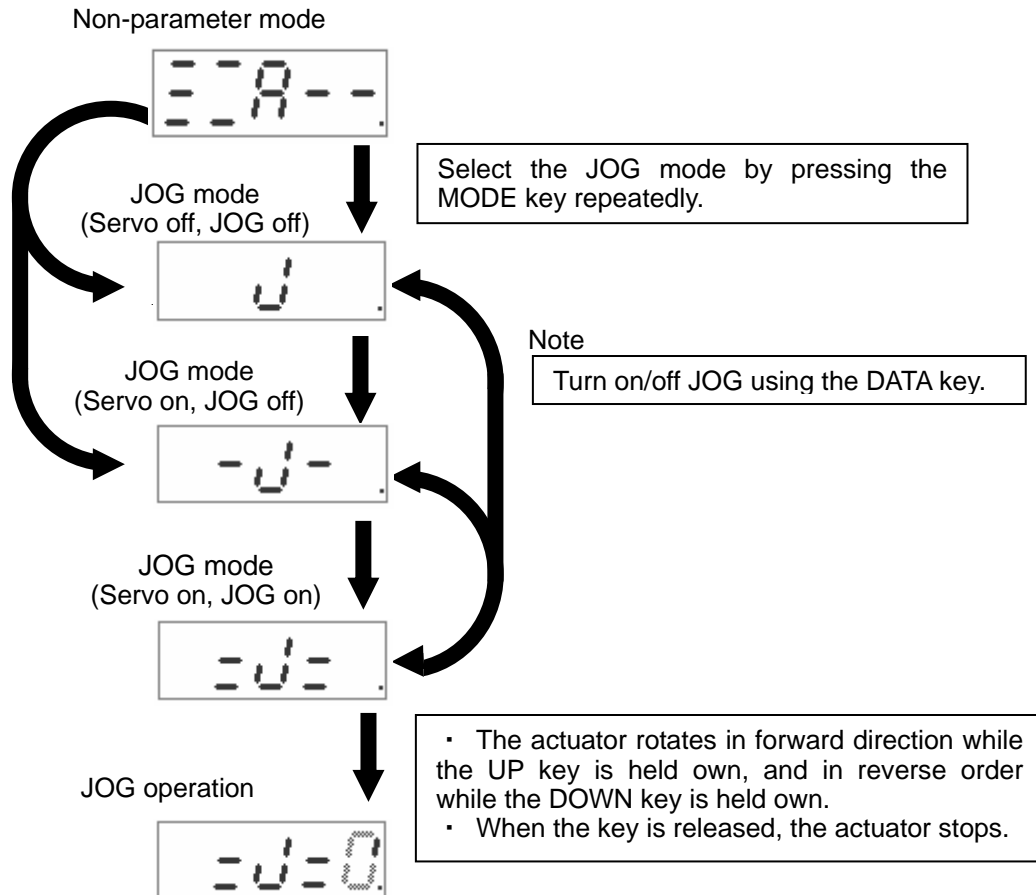 Non-parameter mode
A--
Select the JOG mode by pressing the
MODE key repeatedly.
JOG mode
(Servo off, JOG off)
J
Note
Turn on/off JOG using the DATA key.
JOG mode
(Servo on, JOG off)
-J-
JOG mode
(Servo on, JOG on)
=J=
・ The actuator rotates in forward direction while
the UP key is held own, and in reverse order
while the DOWN key is held own.
・ When the key is released, the actuator stops.
JOG operation
=J=0.